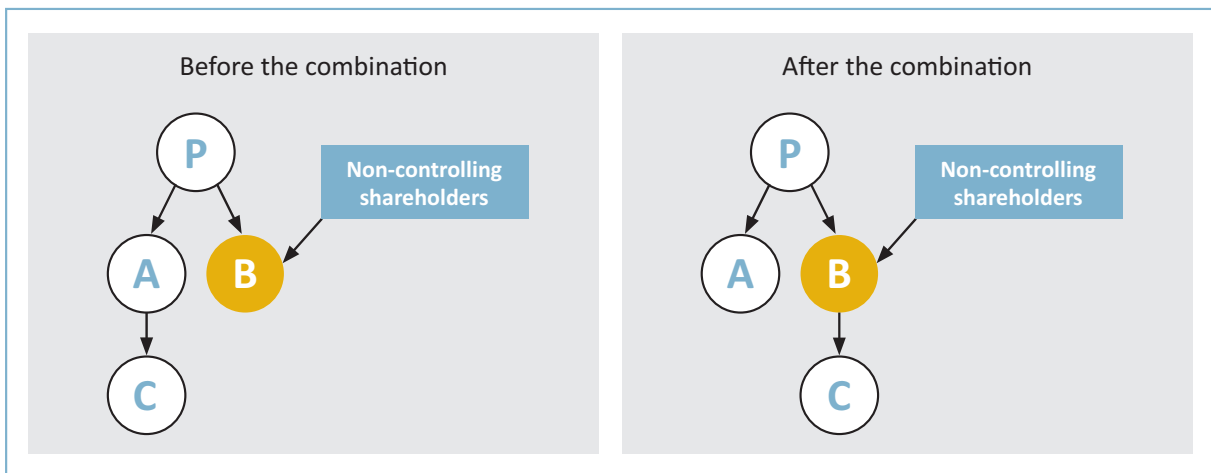 Before the combination
P
Non-controlling
shareholders
A
B
C
After the combination
P
Non-controlling
shareholders
A
B
C